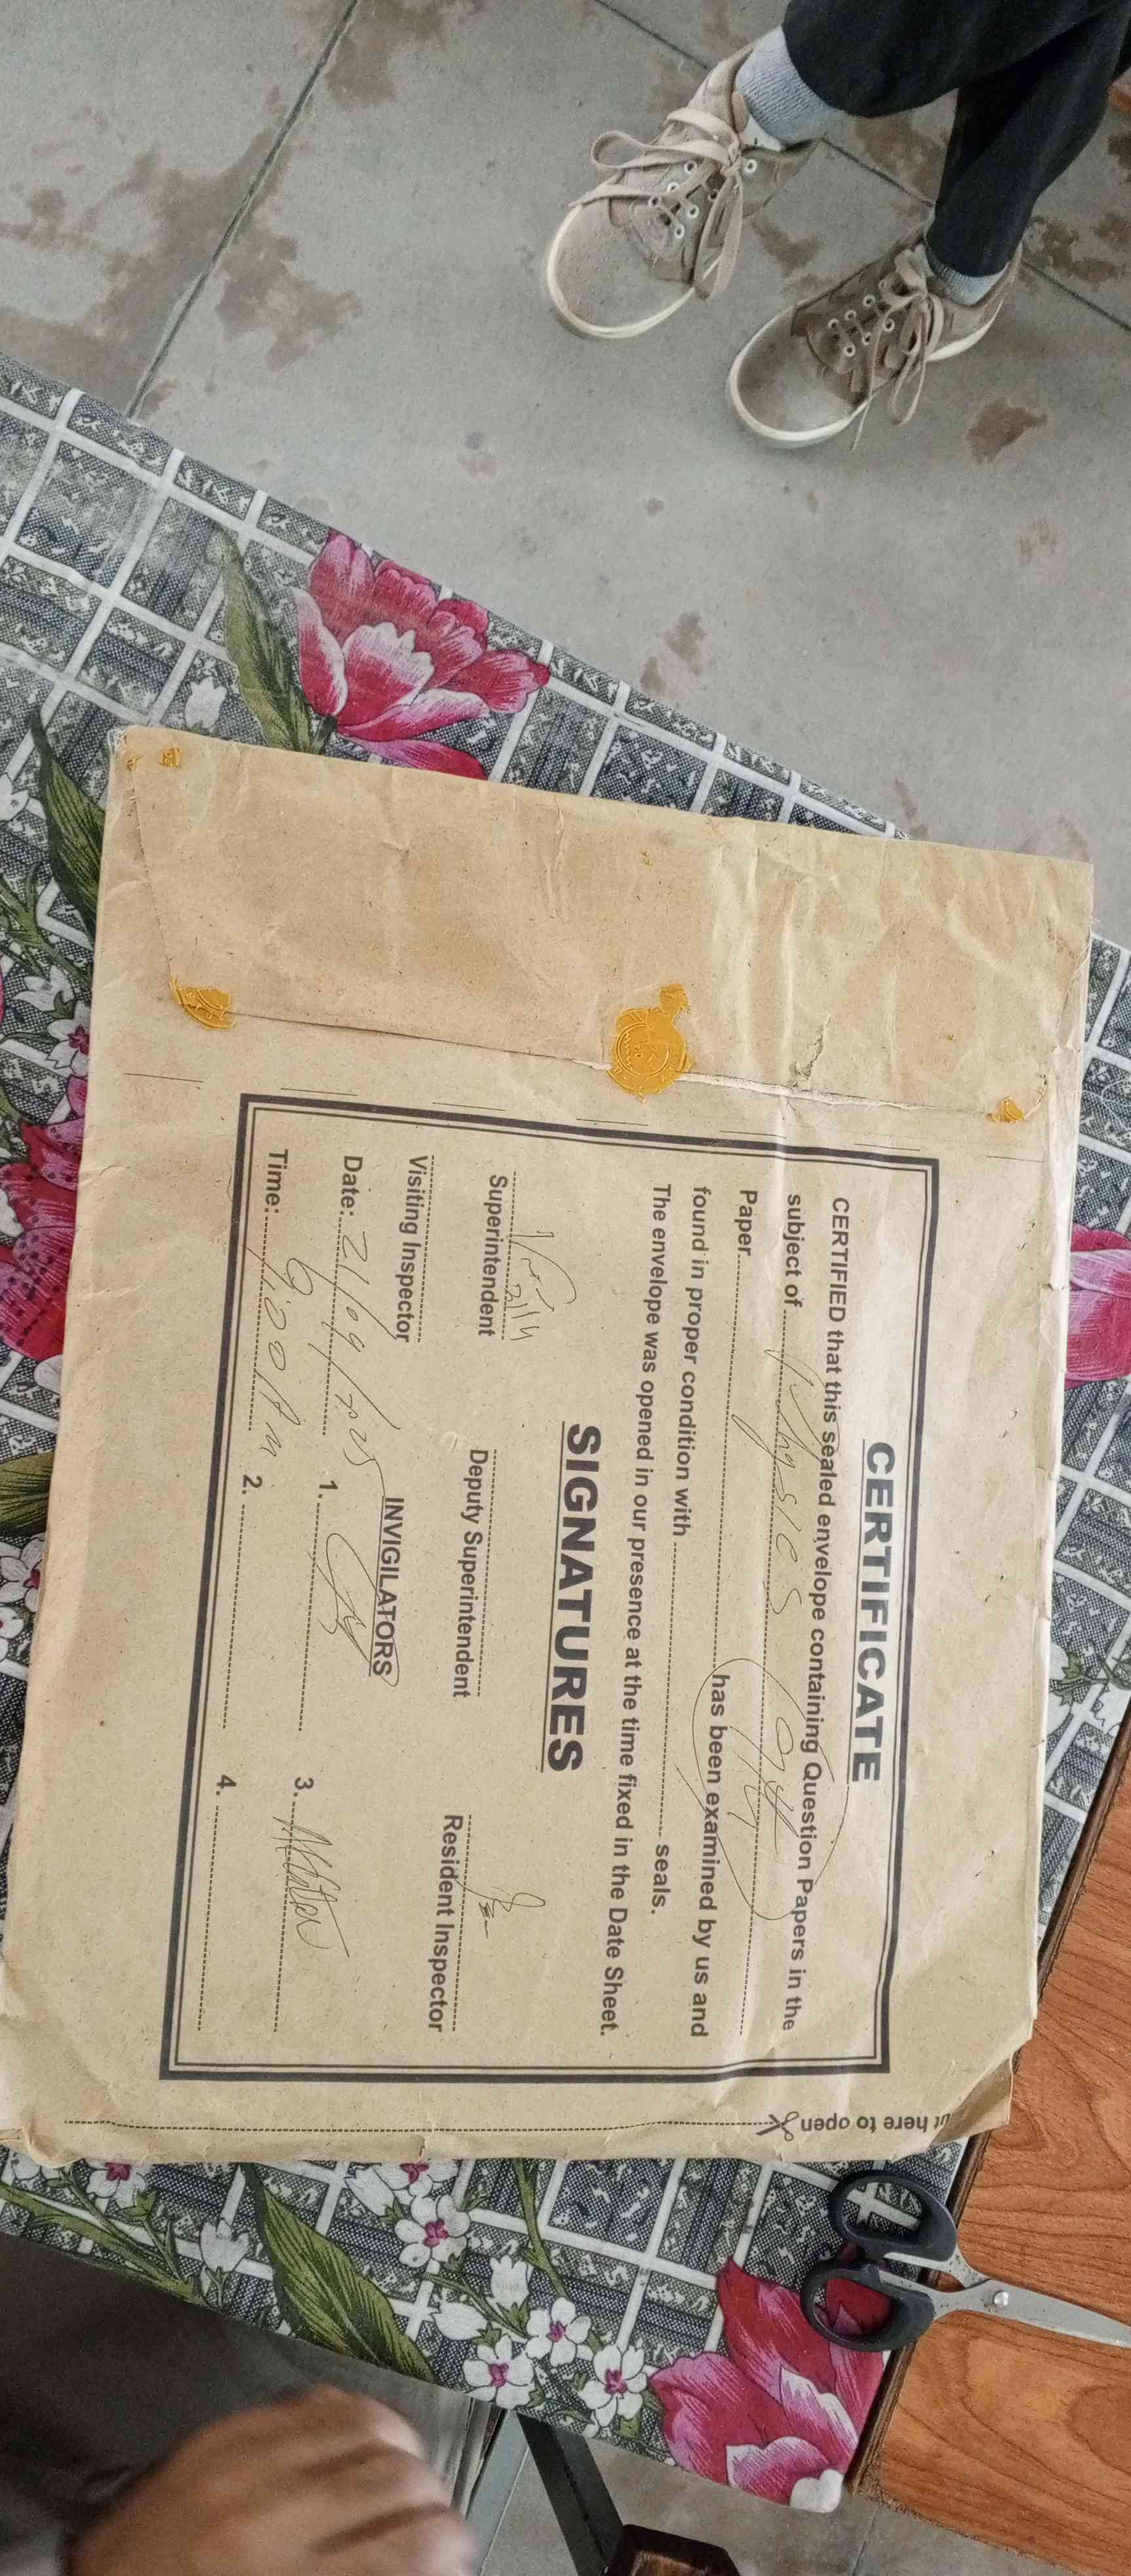 CERTIFICATE
CERTIFIED that this sealed envelope containing Question Papers in the
subject of Physics (9th)
Paper has been examined by us and
found in proper condition with seals.
The envelope was opened in our presence at the time fixed in the Date Sheet.
SIGNATURES
Superintendent Deputy Superintendent Resident Inspector
Visiting Inspector INVIGILATORS
Date: 21/09/2025 1. 3.
Time: 9:00 AM 2. 4.
ut here to open